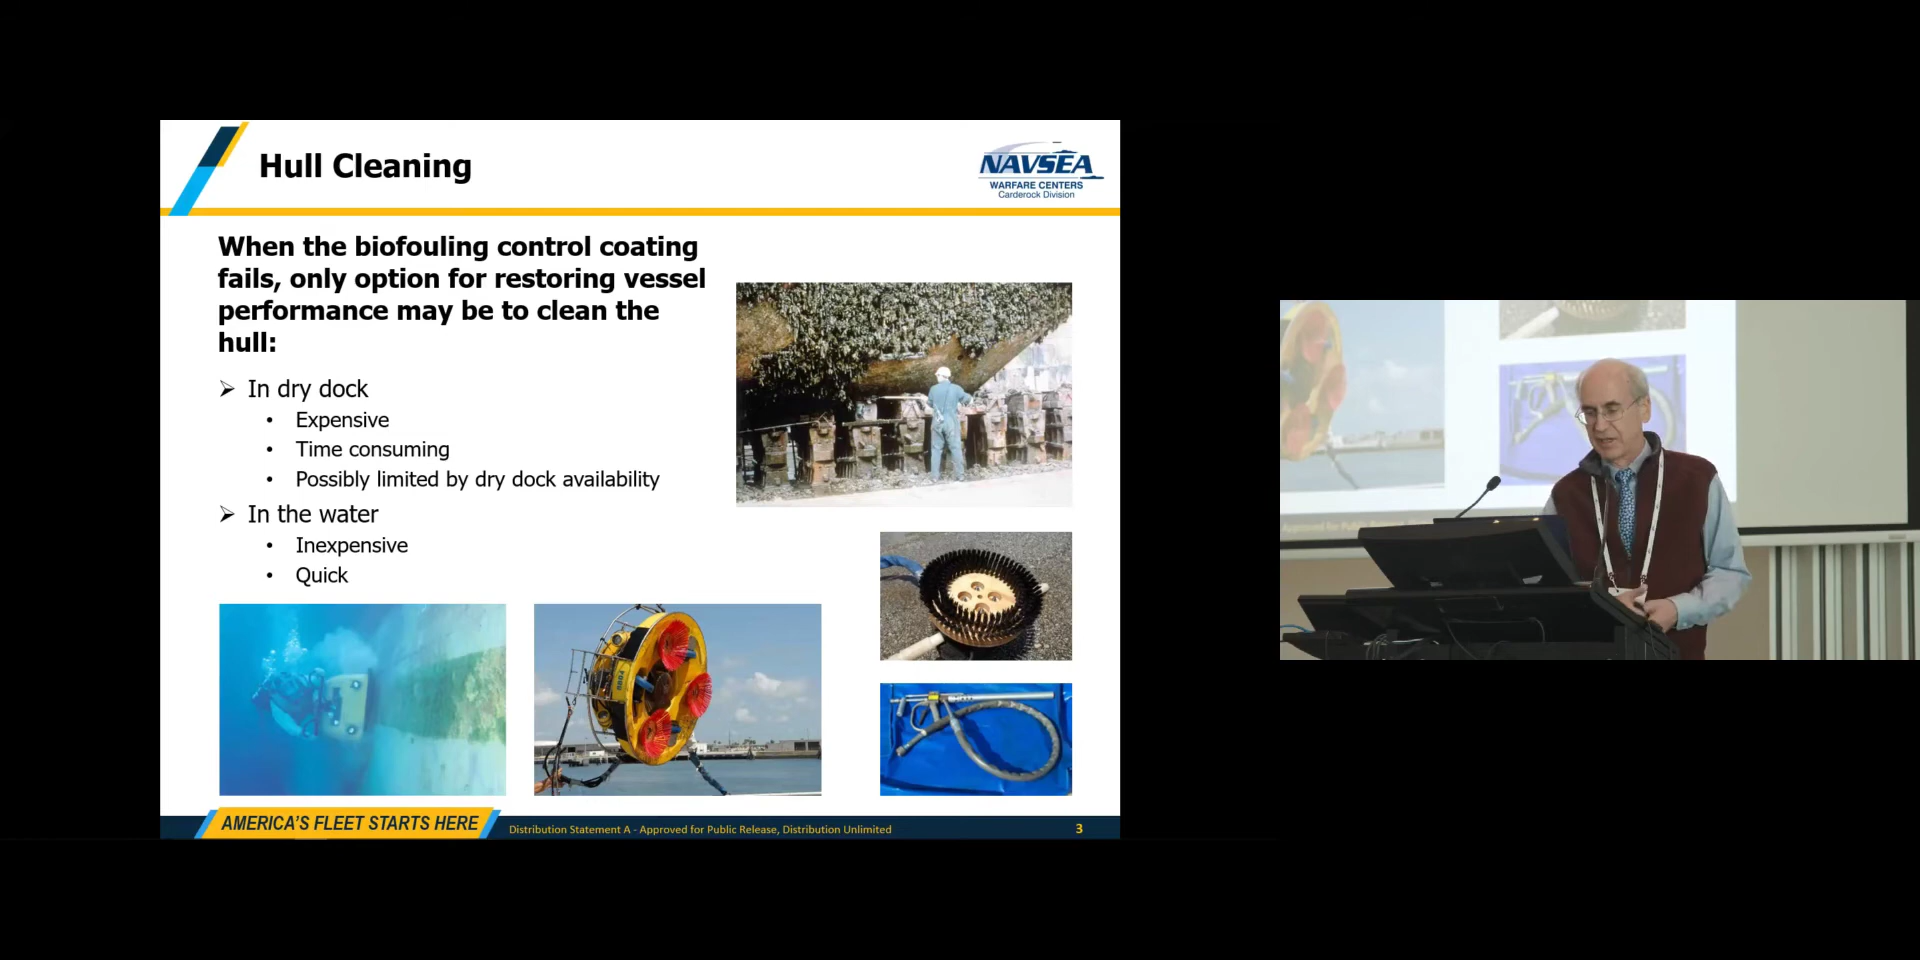 Hull Cleaning
NAVSEA
WARFARE CENTERS
Carderock Division
When the biofouling control coating
fails, only option for restoring vessel
performance may be to clean the
hull:
➢ In dry dock
• Expensive
• Time consuming
• Possibly limited by dry dock availability
➢ In the water
• Inexpensive
• Quick
AMERICA'S FLEET STARTS HERE
Distribution Statement A - Approved for Public Release, Distribution Unlimited
3